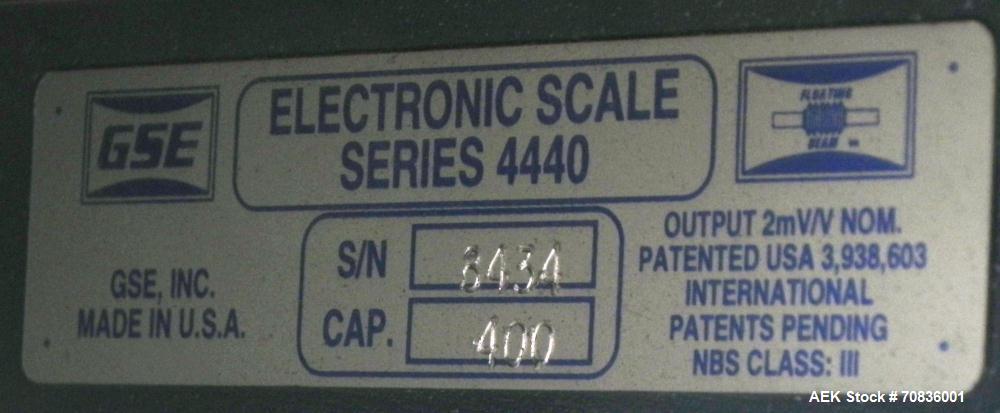 GSE
ELECTRONIC SCALE
SERIES 4440
FLOATING
BEAM
GSE, INC.
MADE IN U.S.A.
S/N 8434
CAP. 400
OUTPUT 2mV/V NOM.
PATENTED USA 3,938,603
INTERNATIONAL
PATENTS PENDING
NBS CLASS: III
AEK Stock # 70836001